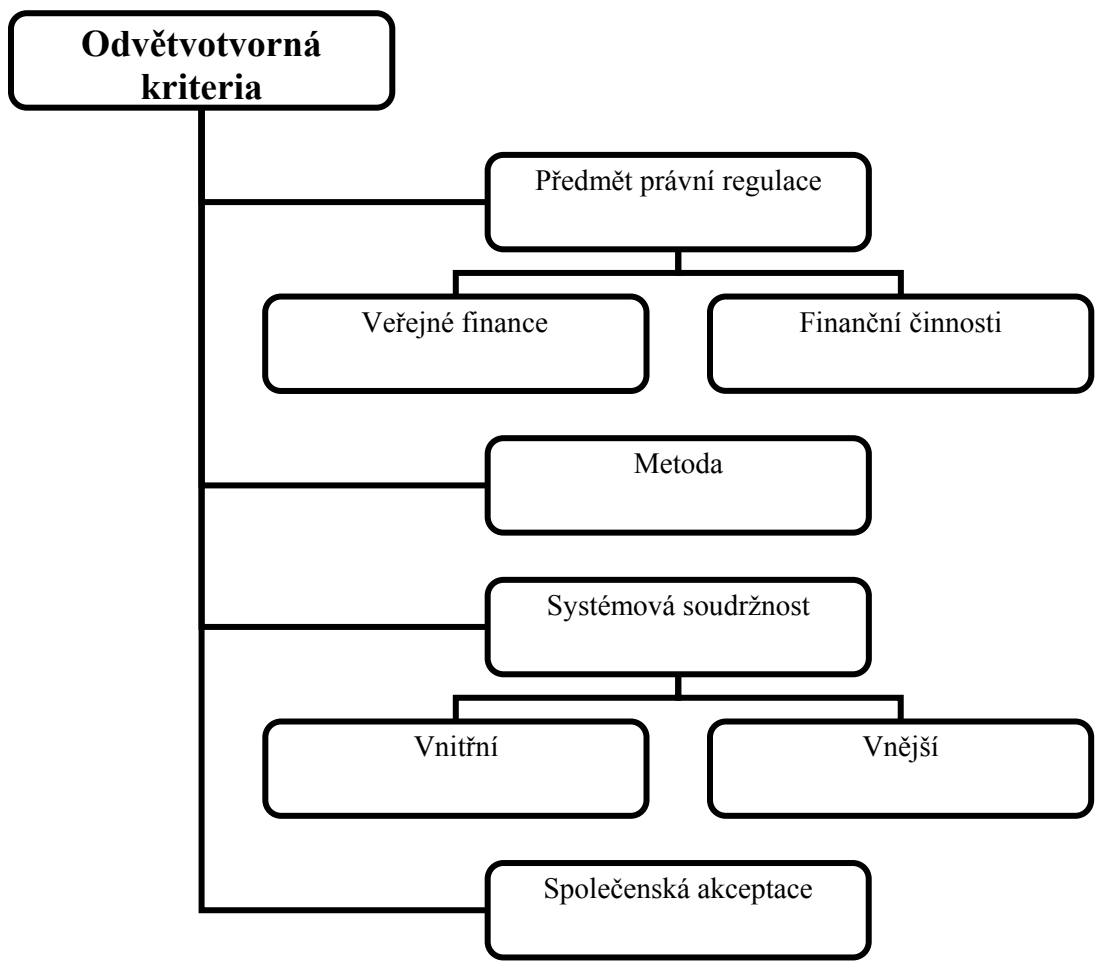 Odvětvotvorná
kriteria
Předmět právní regulace
Veřejné finance
Finanční činnosti
Metoda
Systémová soudržnost
Vnitřní
Vnější
Společenská akceptace